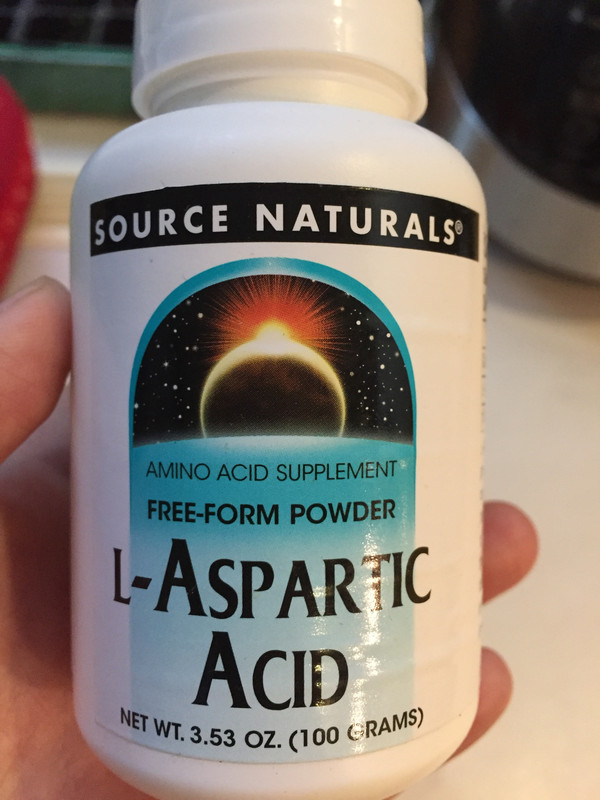 SOURCE NATURALS®
AMINO ACID SUPPLEMENT
FREE-FORM POWDER
L-ASPARTIC
ACID
NET WT. 3.53 OZ. (100 GRAMS)